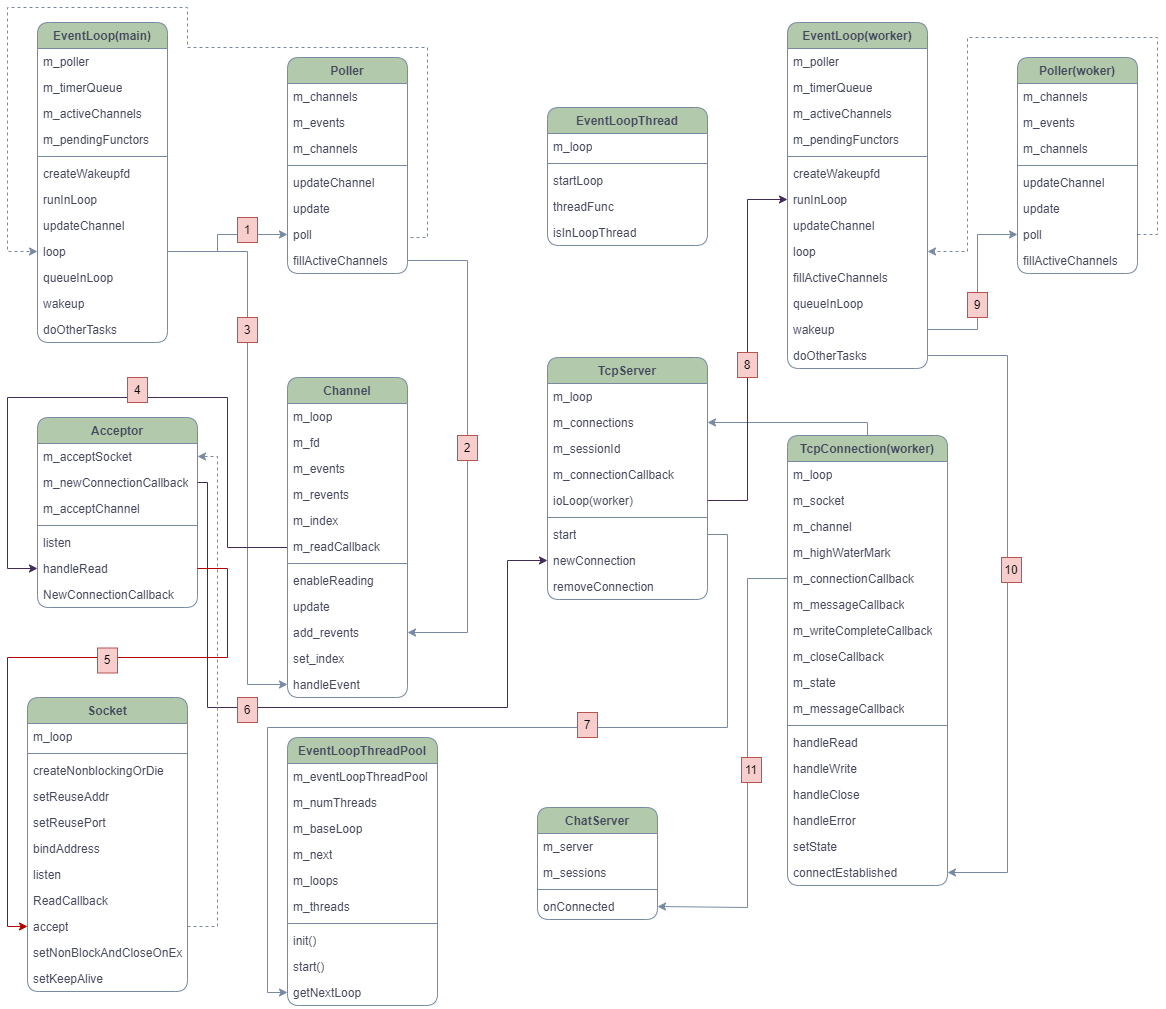 EventLoop(main)
m_poller
m_timerQueue
m_activeChannels
m_pendingFunctors
createWakeupfd
runInLoop
updateChannel
loop
queueInLoop
wakeup
doOtherTasks
Poller
m_channels
m_events
m_channels
updateChannel
update
poll
fillActiveChannels
EventLoopThread
m_loop
startLoop
threadFunc
isInLoopThread
EventLoop(worker)
m_poller
m_timerQueue
m_activeChannels
m_pendingFunctors
createWakeupfd
runInLoop
updateChannel
loop
fillActiveChannels
queueInLoop
wakeup
doOtherTasks
Poller(woker)
m_channels
m_events
m_channels
updateChannel
update
poll
fillActiveChannels
1
3
9
8
4
2
Acceptor
m_acceptSocket
m_newConnectionCallback
m_acceptChannel
listen
handleRead
NewConnectionCallback
Channel
m_loop
m_fd
m_events
m_revents
m_index
m_readCallback
enableReading
update
add_revents
set_index
handleEvent
TcpServer
m_loop
m_connections
m_sessionId
m_connectionCallback
ioLoop(worker)
start
newConnection
removeConnection
TcpConnection(worker)
m_loop
m_socket
m_channel
m_highWaterMark
m_connectionCallback
m_messageCallback
m_writeCompleteCallback
m_closeCallback
m_state
m_messageCallback
handleRead
handleWrite
handleClose
handleError
setState
connectEstablished
10
5
6
7
11
Socket
m_loop
createNonblockingOrDie
setReuseAddr
setReusePort
bindAddress
listen
ReadCallback
accept
setNonBlockAndCloseOnEx
setKeepAlive
EventLoopThreadPool
m_eventLoopThreadPool
m_numThreads
m_baseLoop
m_next
m_loops
m_threads
init()
start()
getNextLoop
ChatServer
m_server
m_sessions
onConnected